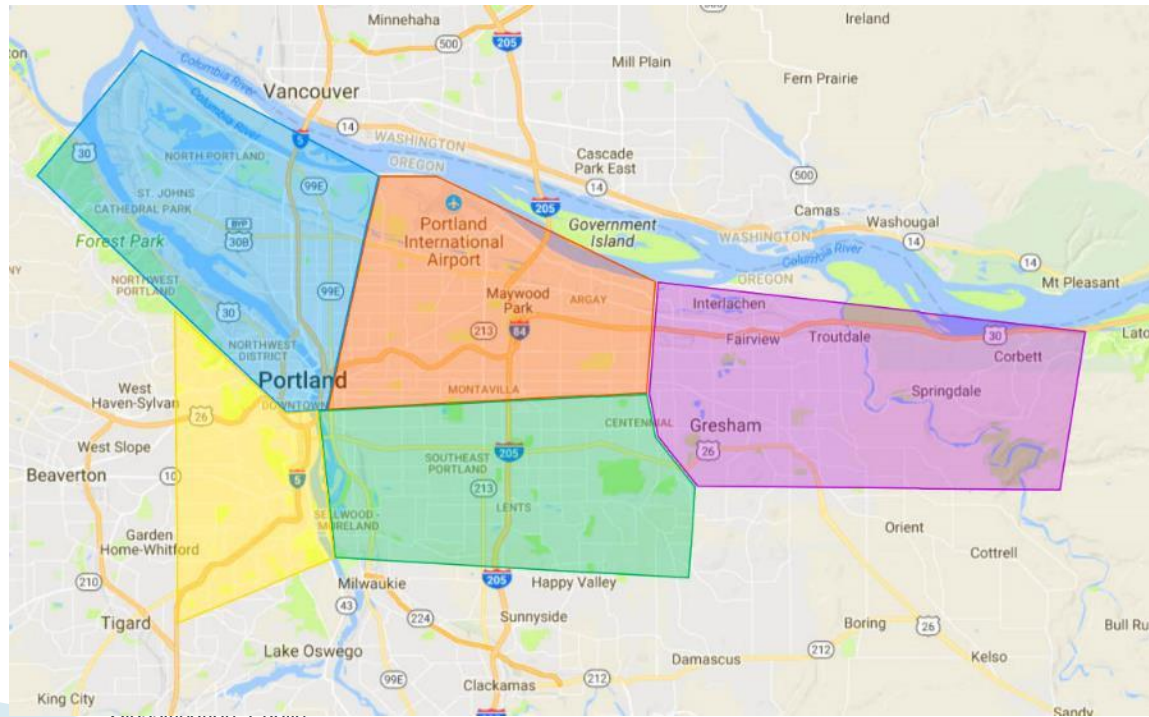 Minnehaha
Ireland
500
205
500
Mill Plain
Fern Prairie
ton
Columbia River
Vancouver
14
5
Columbia River
WASHINGTON
OREGON
30
NORTH PORTLAND
Cascade
Park East
14
500
99E
ST. JOHNS
CATHEDRAL PARK
BYP
30B
Portland
International
Airport
205
Government
Island
Camas
Washougal
14
WASHINGTON
Columbia River
OREGON
14
Mt Pleasant
Forest Park
NY
NORTHWEST
PORTLAND
99E
Maywood
Park
ARGAY
Interlachen
30
213
84
Fairview
Troutdale
30
Lato
Corbett
NORTHWEST
DISTRICT
Portland
DOWNTOWN
MONTAVILLA
West
Haven-Sylvan
26
Springdale
CENTENNIAL
Gresham
26
West Slope
205
SOUTHEAST
PORTLAND
Beaverton
10
5
213
LENTS
SELLWOOD -
MORELAND
Garden
Home-Whitford
Orient
Cottrell
210
Milwaukie
205
Happy Valley
43
Tigard
224
Sunnyside
Boring
26
Bull Ru
Lake Oswego
212
Damascus
Kelso
99E
212
Clackamas
King City
Sandy